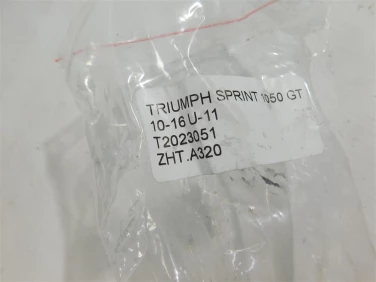 TRIUMPH SPRINT 1050 GT
10-16 U-11
T2023051
ZHT.A320